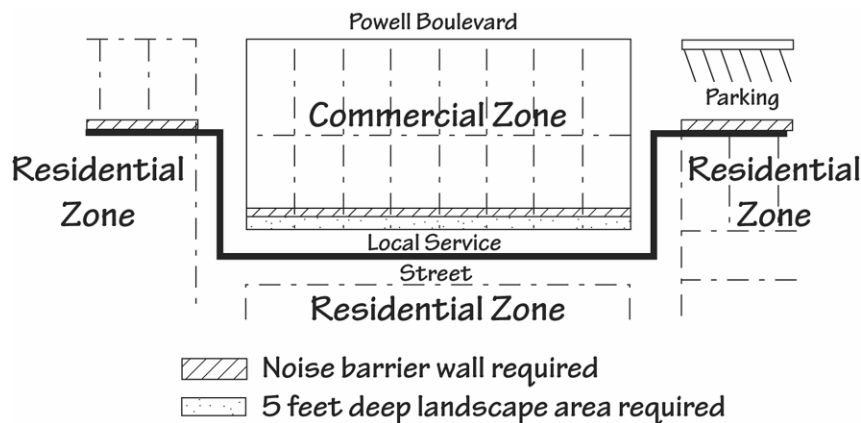 Powell Boulevard
Commercial Zone
Parking
Residential
Zone
Residential
Zone
Local Service
Street
Residential Zone
Noise barrier wall required
5 feet deep landscape area required